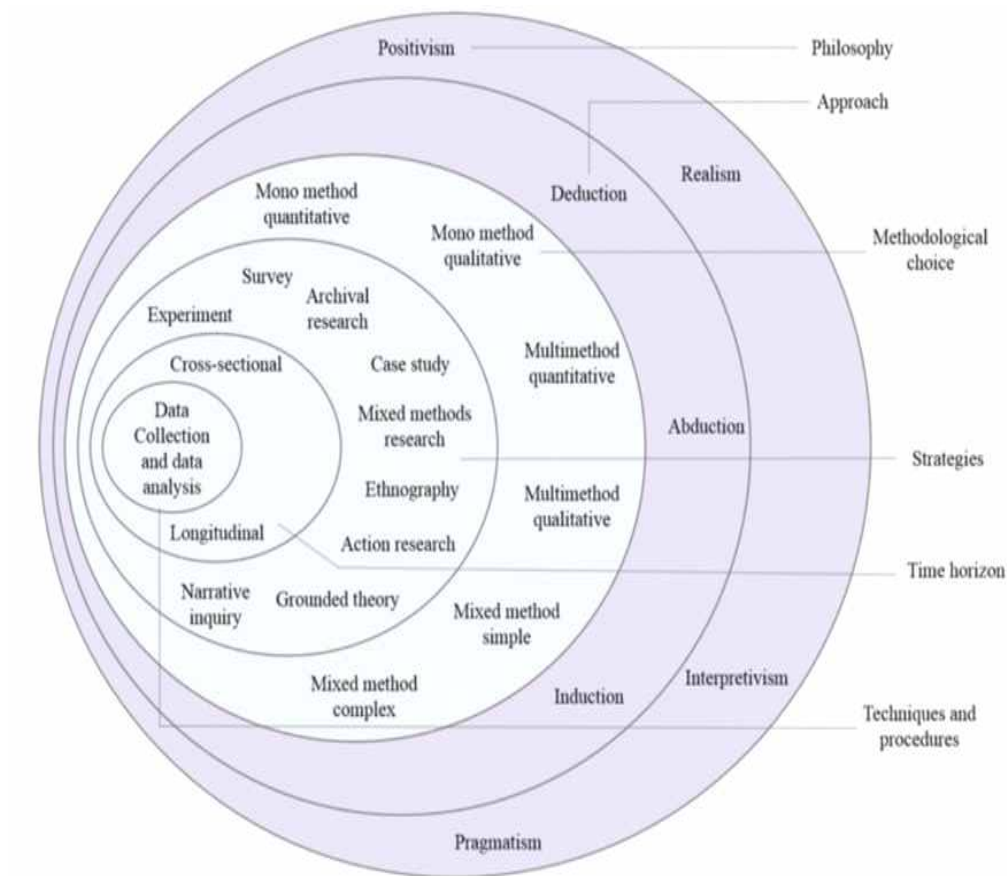 Positivism
Philosophy
Approach
Realism
Deduction
Mono method
quantitative
Mono method
qualitative
Methodological
choice
Survey
Archival
research
Experiment
Cross-sectional
Case study
Multimethod
quantitative
Data
Collection
and data
analysis
Mixed methods
research
Abduction
Strategies
Ethnography
Multimethod
qualitative
Longitudinal
Action research
Time horizon
Narrative
inquiry
Grounded theory
Mixed method
simple
Mixed method
complex
Induction
Interpretivism
Techniques and
procedures
Pragmatism